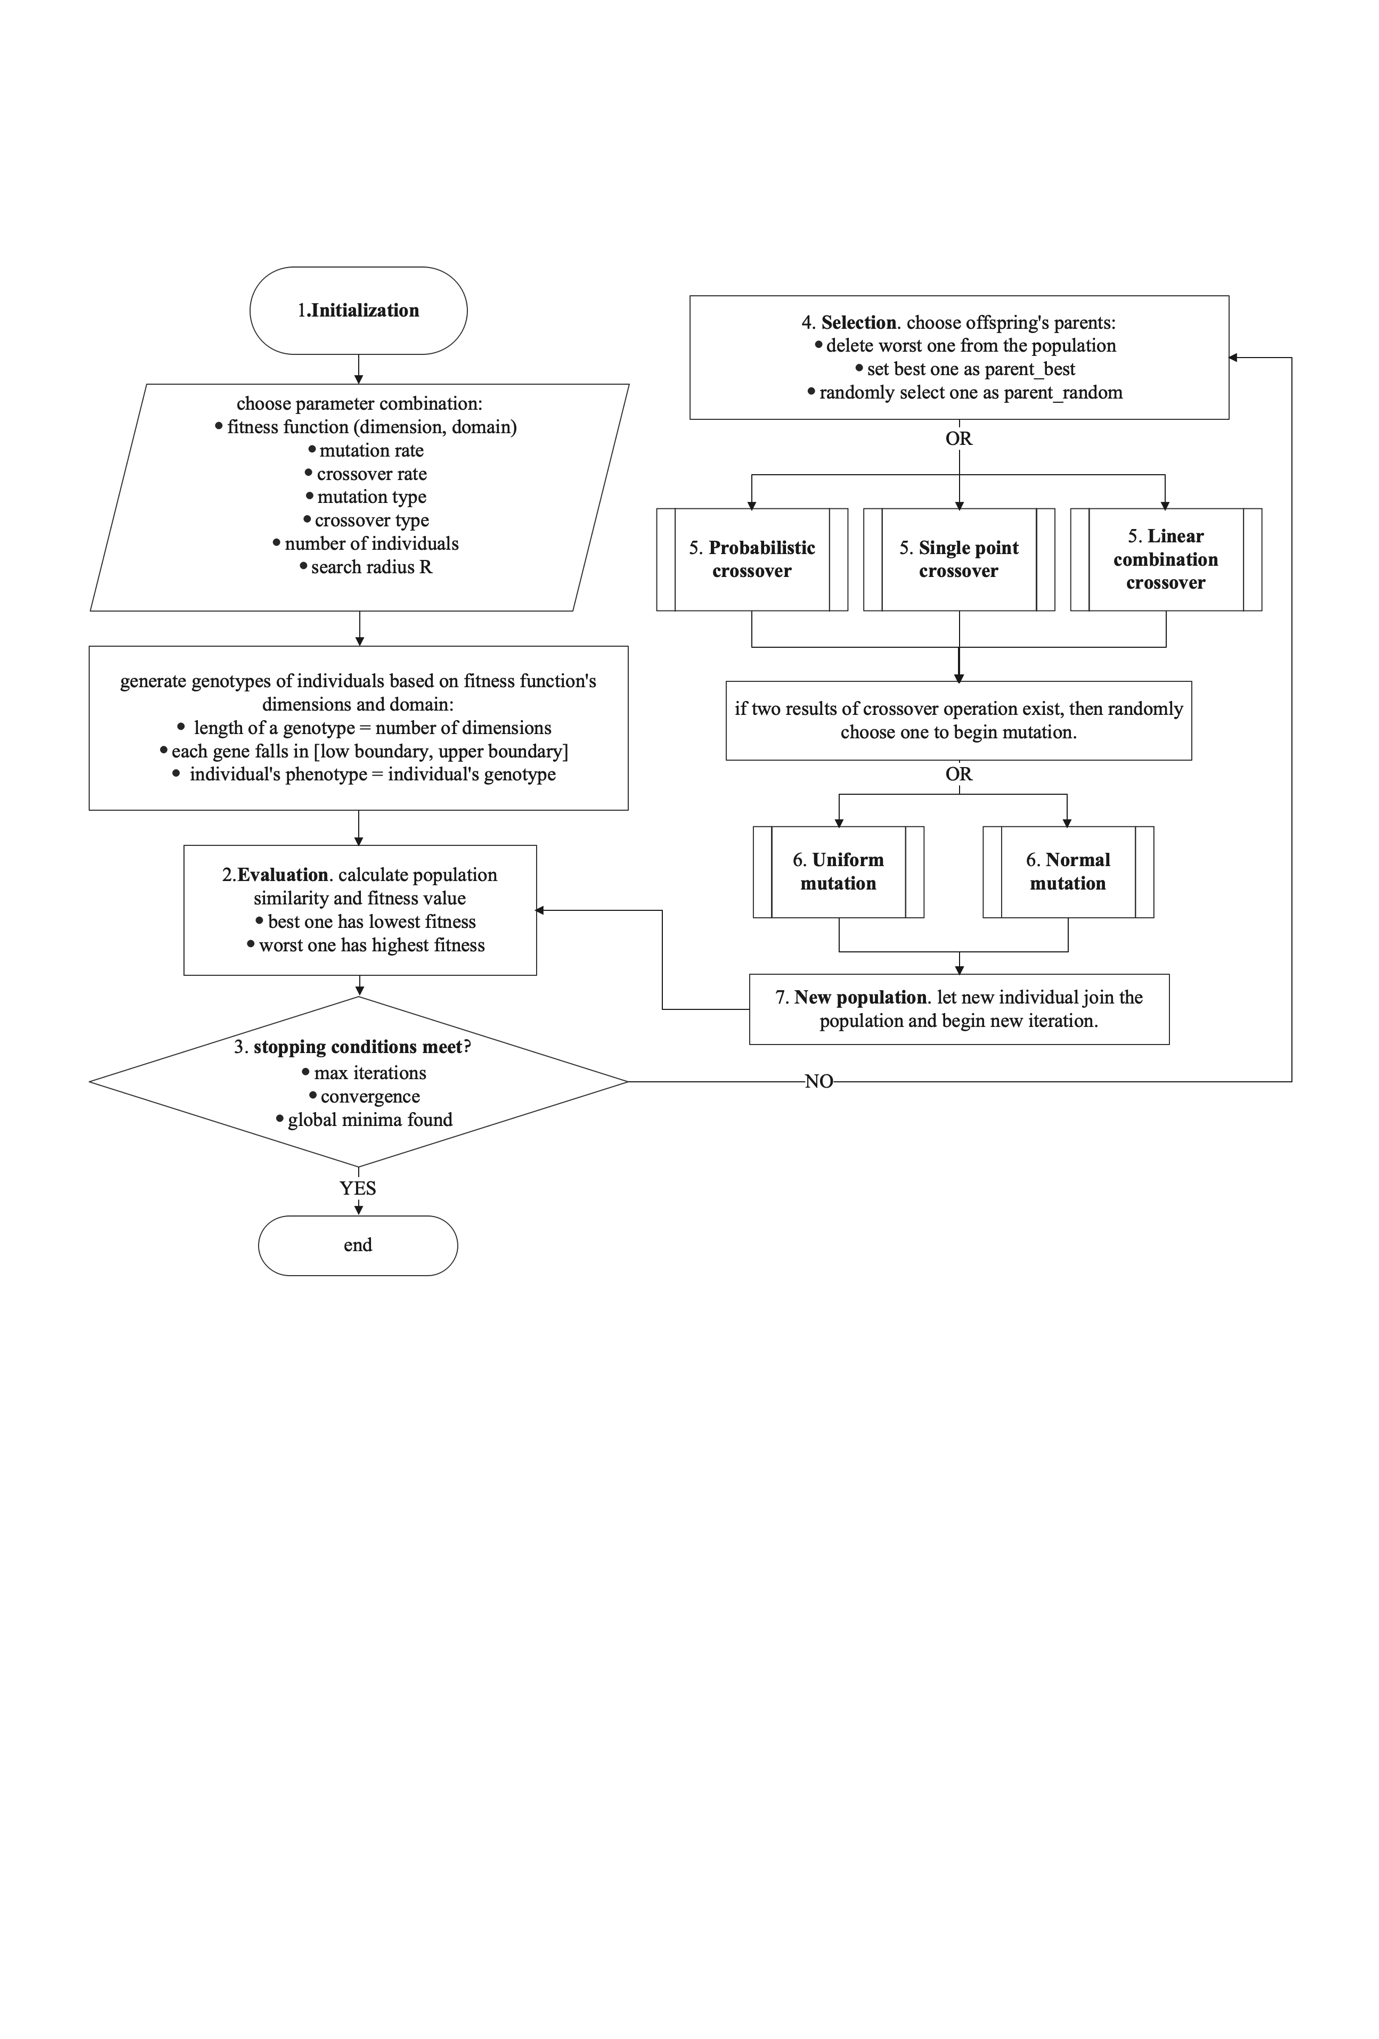 1.Initialization
choose parameter combination:
• fitness function (dimension, domain)
• mutation rate
• crossover rate
• mutation type
• crossover type
• number of individuals
• search radius R
generate genotypes of individuals based on fitness function's
dimensions and domain:
• length of a genotype = number of dimensions
• each gene falls in [low boundary, upper boundary]
• individual's phenotype = individual's genotype
2.Evaluation. calculate population
similarity and fitness value
• best one has lowest fitness
• worst one has highest fitness
3. stopping conditions meet?
• max iterations
• convergence
• global minima found
YES
end
NO
4. Selection. choose offspring's parents:
• delete worst one from the population
• set best one as parent_best
• randomly select one as parent_random
OR
5. Probabilistic
crossover
5. Single point
crossover
5. Linear
combination
crossover
if two results of crossover operation exist, then randomly
choose one to begin mutation.
OR
6. Uniform
mutation
6. Normal
mutation
7. New population. let new individual join the
population and begin new iteration.